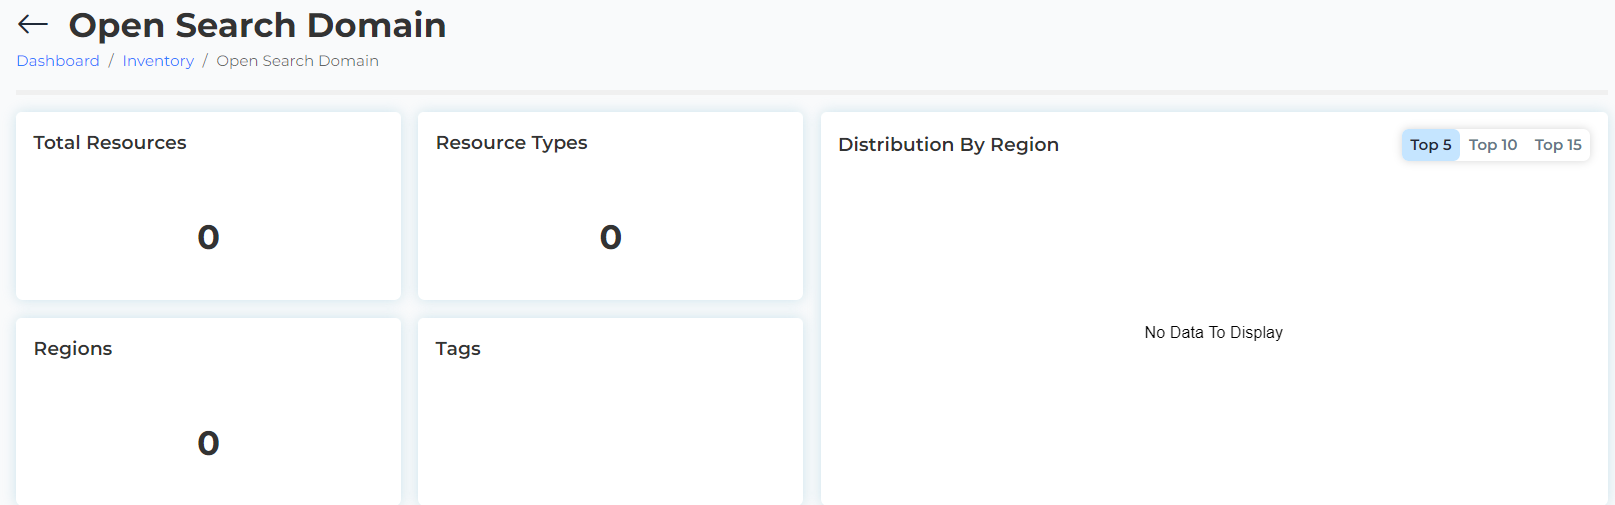 Open Search Domain
Dashboard / Inventory / Open Search Domain
Total Resources
0
Resource Types
0
Distribution By Region
Top 5 Top 10 Top 15
No Data To Display
Regions
0
Tags